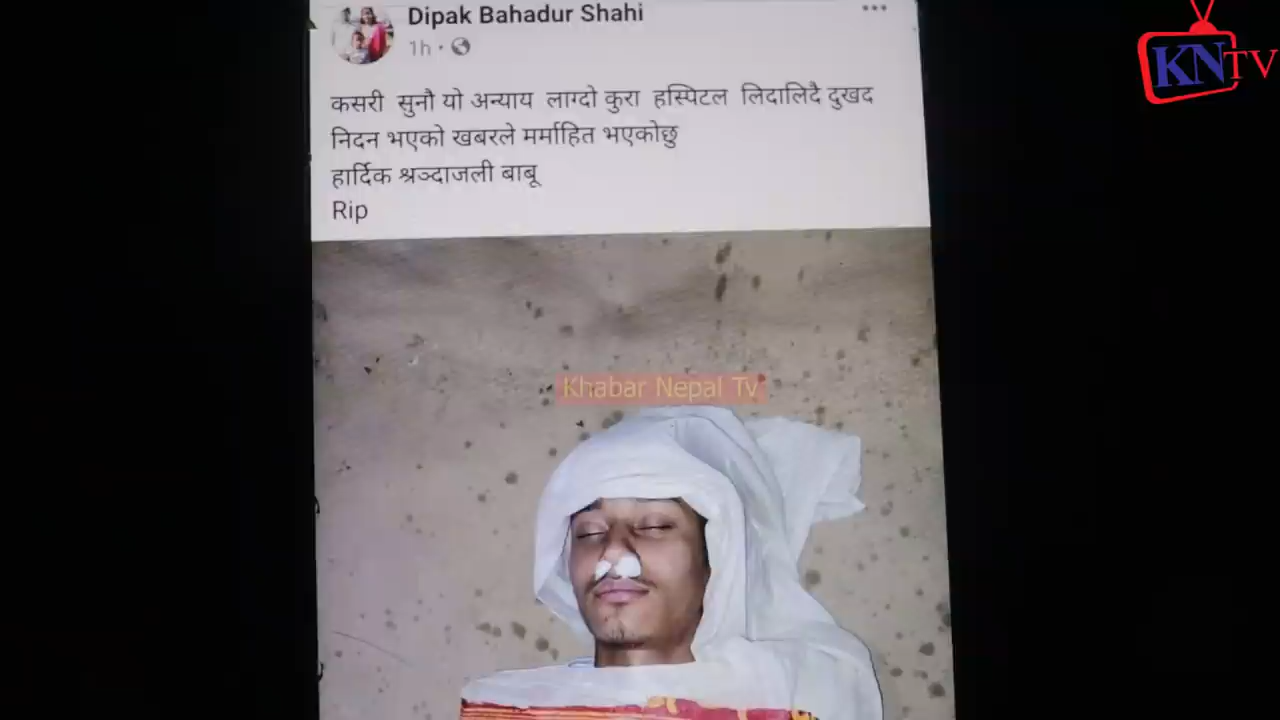 Dipak Bahadur Shahi
1h
KNTV
कसरी सुनौ यो अन्याय लाग्दो कुरा हस्पिटल लिदालिदै दुखद
निदन भएको खबरले मर्माहित भएकोछु
हार्दिक श्रञ्दाजली बाबू
Rip
Khabar Nepal Tv